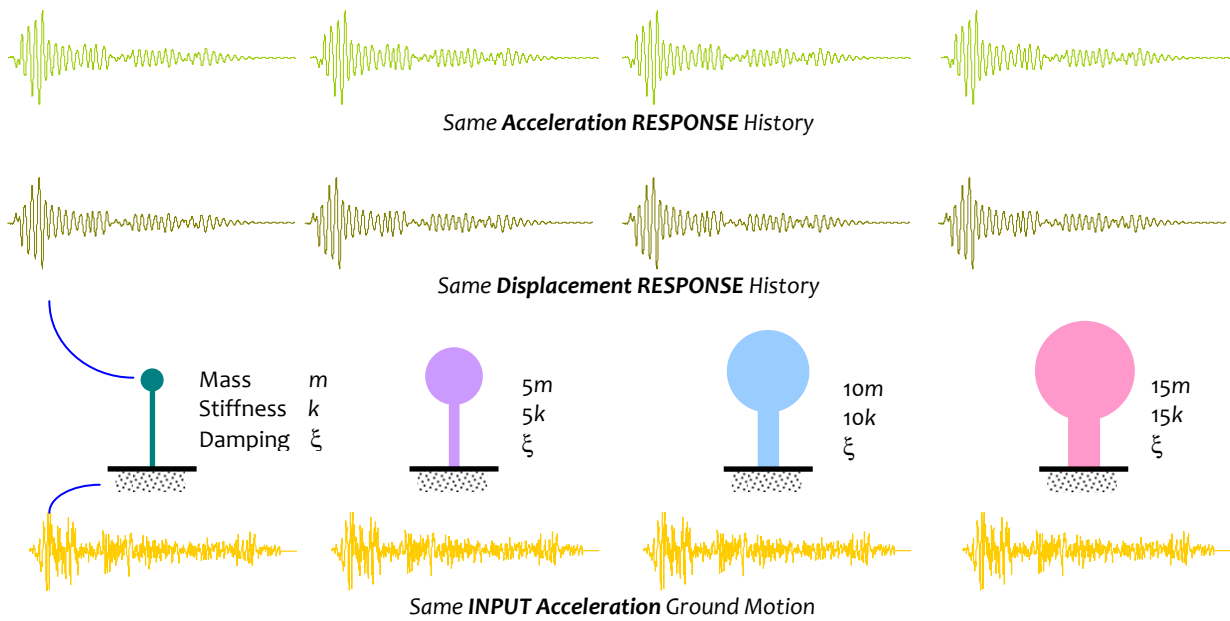 Same Acceleration RESPONSE History
Same Displacement RESPONSE History
Mass m
Stiffness k
Damping ξ
5m
5k
ξ
10m
10k
ξ
15m
15k
ξ
Same INPUT Acceleration Ground Motion